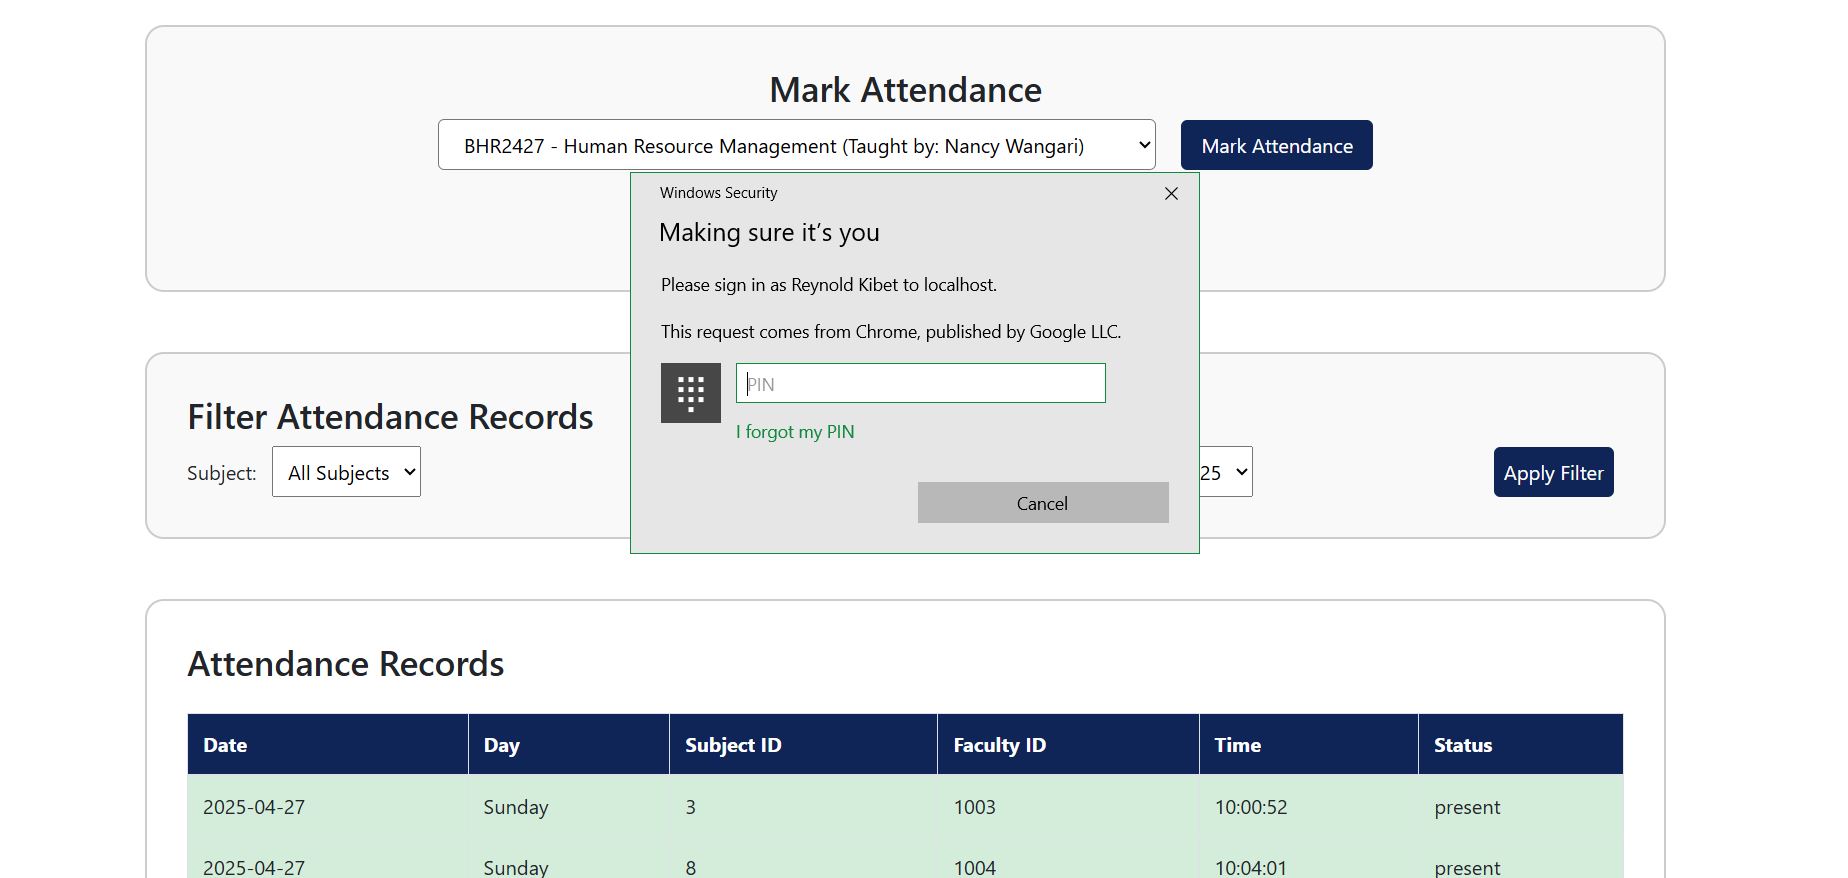 Mark Attendance
BHR2427 - Human Resource Management (Taught by: Nancy Wangari)
Mark Attendance
Windows Security
Making sure it’s you
Please sign in as Reynold Kibet to localhost.
This request comes from Chrome, published by Google LLC.
PIN
I forgot my PIN
Cancel
Filter Attendance Records
Subject:
All Subjects
25
Apply Filter
Attendance Records
Date Day Subject ID Faculty ID Time Status
2025-04-27 Sunday 3 1003 10:00:52 present
2025-04-27 Sunday 8 1004 10:04:01 present